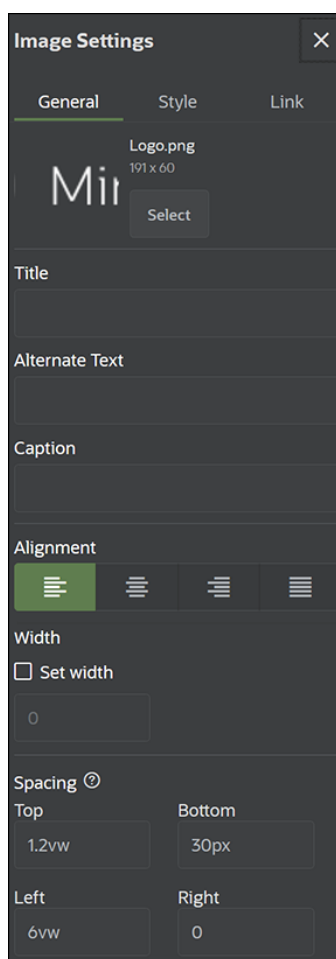 Image Settings
General Style Link
Logo.png
191 x 60
Select
Title
Alternate Text
Caption
Alignment
Width
Set width
0
Spacing
Top Bottom
1.2vw 30px
Left Right
6vw 0